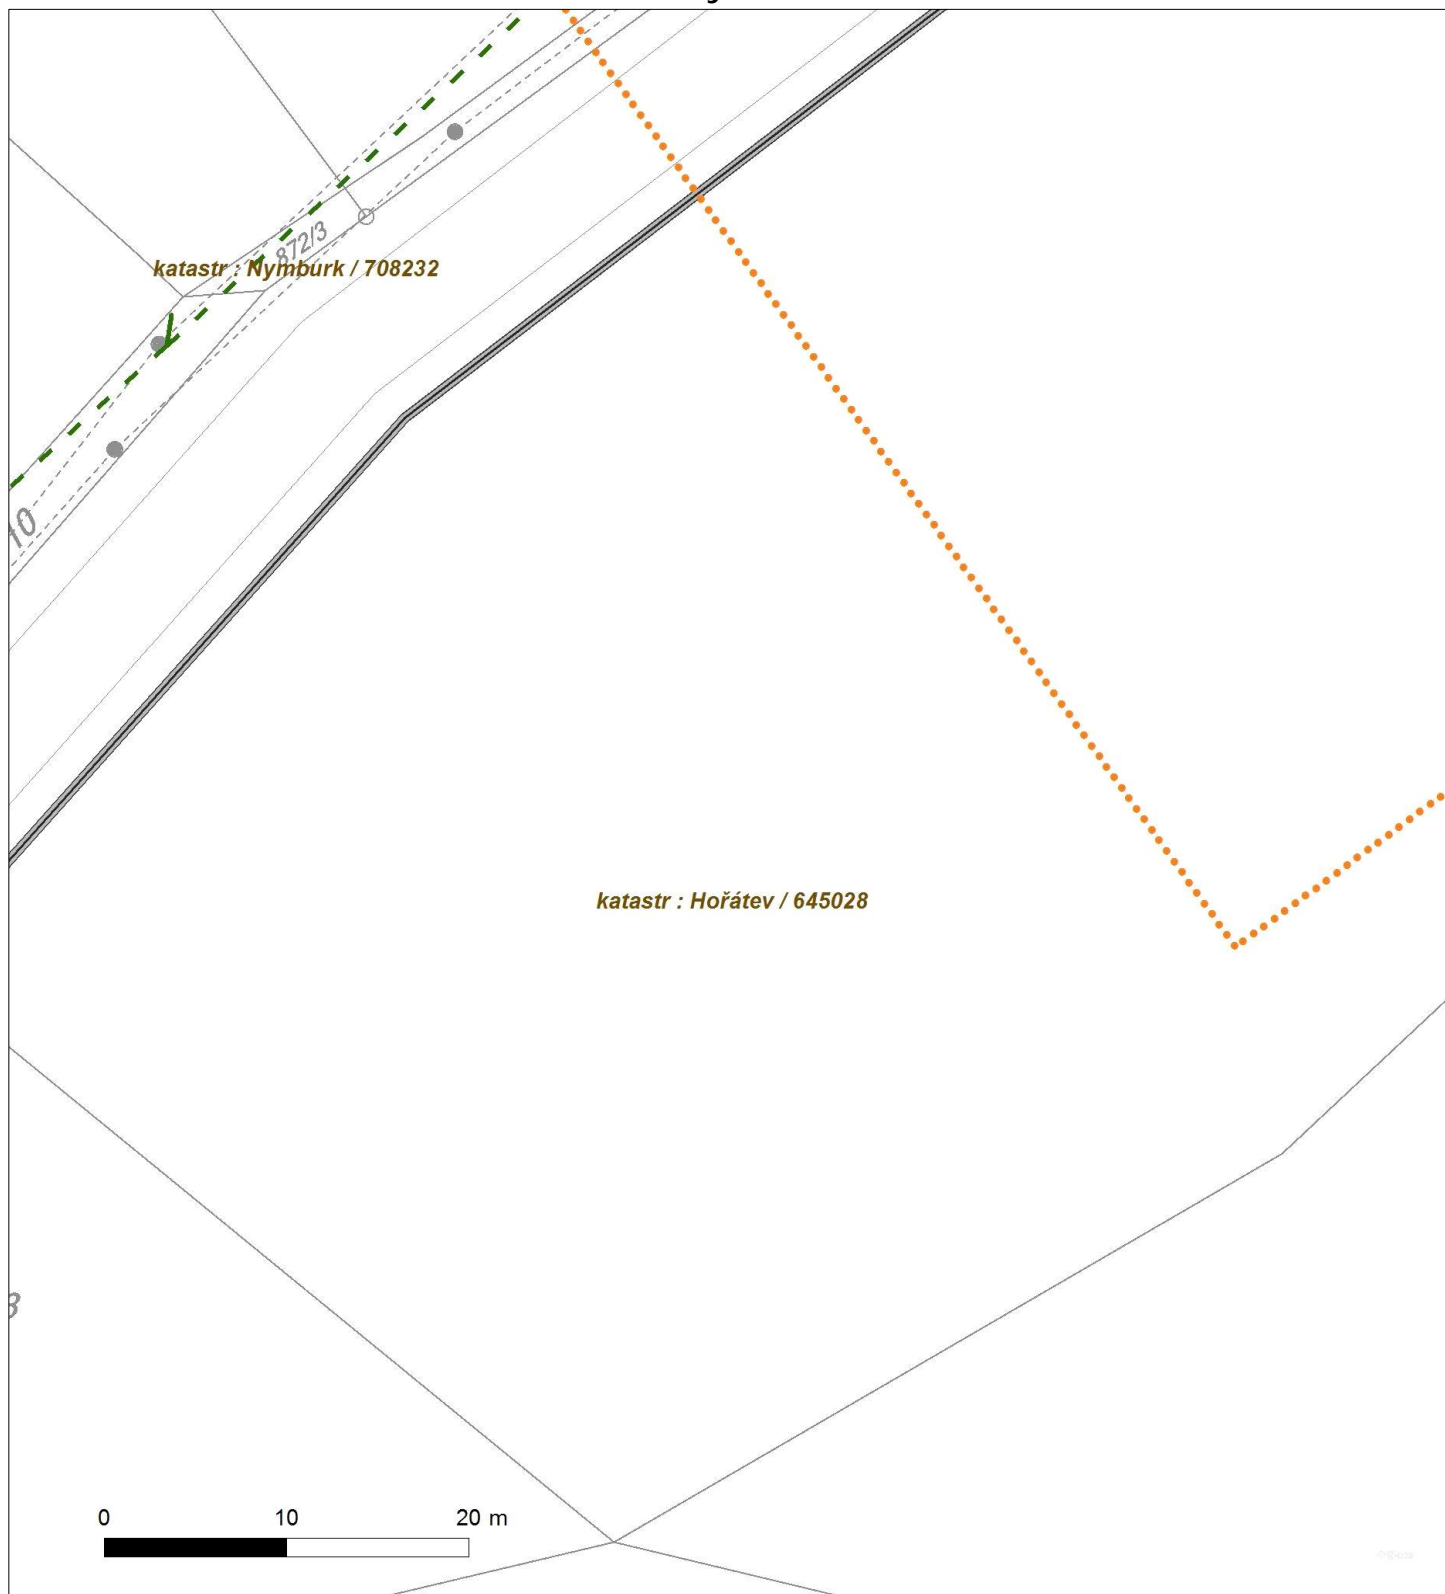 872/3
katastr : Nymburk / 708232
10
katastr : Hořátev / 645028
0 10 20 m